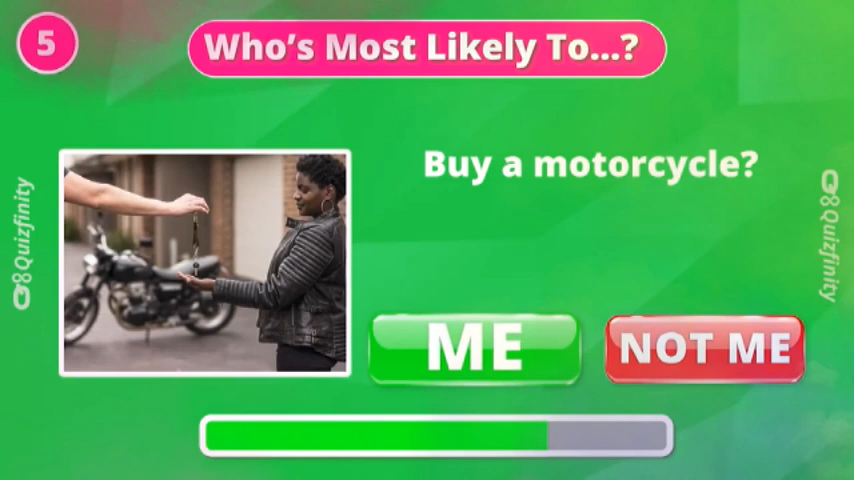 5
Who's Most Likely To...?
Buy a motorcycle?
Quizfinity
Quizfinity
ME
NOT ME